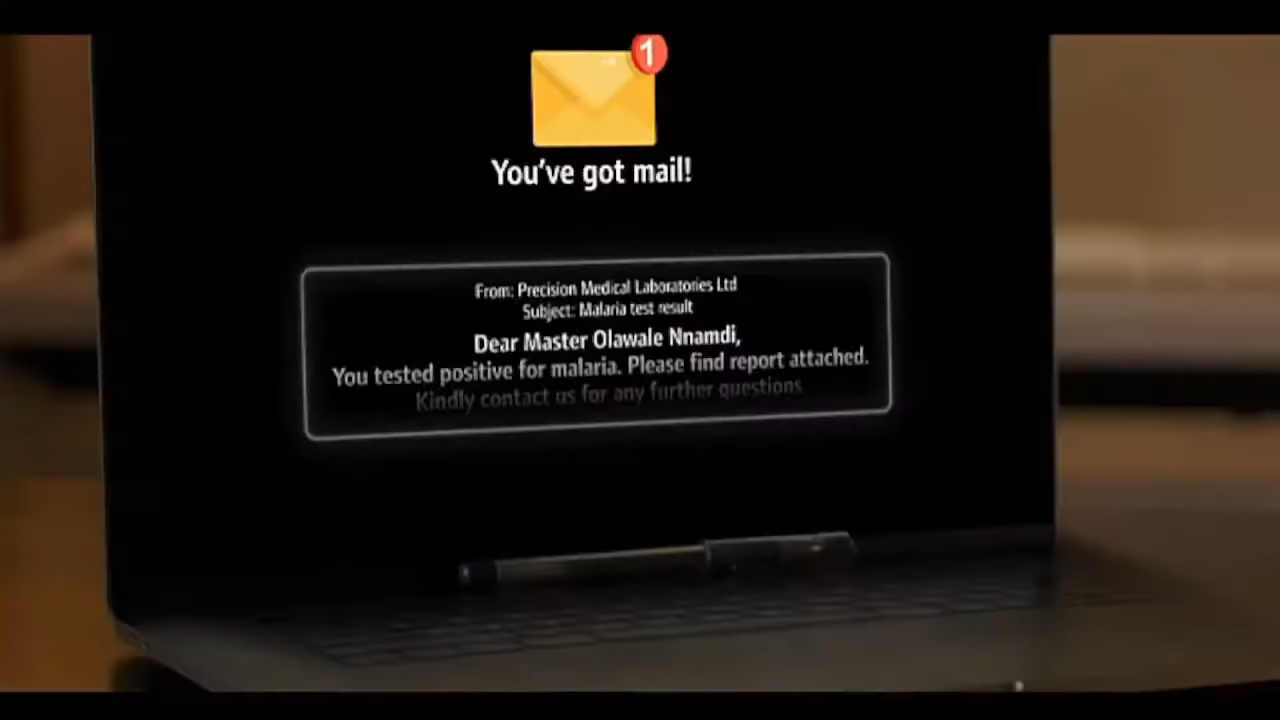 1
You've got mail!
From: Precision Medical Laboratories Ltd
Subject: Malaria test result
Dear Master Olawale Nnamdi,
You tested positive for malaria. Please find report attached.
Kindly contact us for any further questions